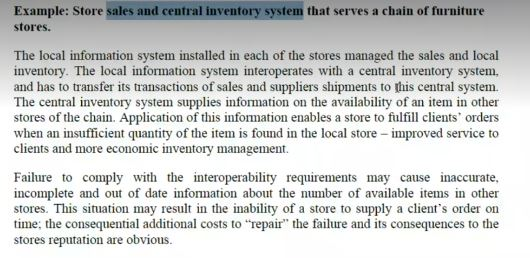 Example: Store sales and central inventory system that serves a chain of furniture
stores.
The local information system installed in each of the stores managed the sales and local
inventory. The local information system interoperates with a central inventory system,
and has to transfer its transactions of sales and suppliers shipments to this central system.
The central inventory system supplies information on the availability of an item in other
stores of the chain. Application of this information enables a store to fulfill clients’ orders
when an insufficient quantity of the item is found in the local store – improved service to
clients and more economic inventory management.
Failure to comply with the interoperability requirements may cause inaccurate,
incomplete and out of date information about the number of available items in other
stores. This situation may result in the inability of a store to supply a client’s order on
time; the consequential additional costs to “repair” the failure and its consequences to the
stores reputation are obvious.